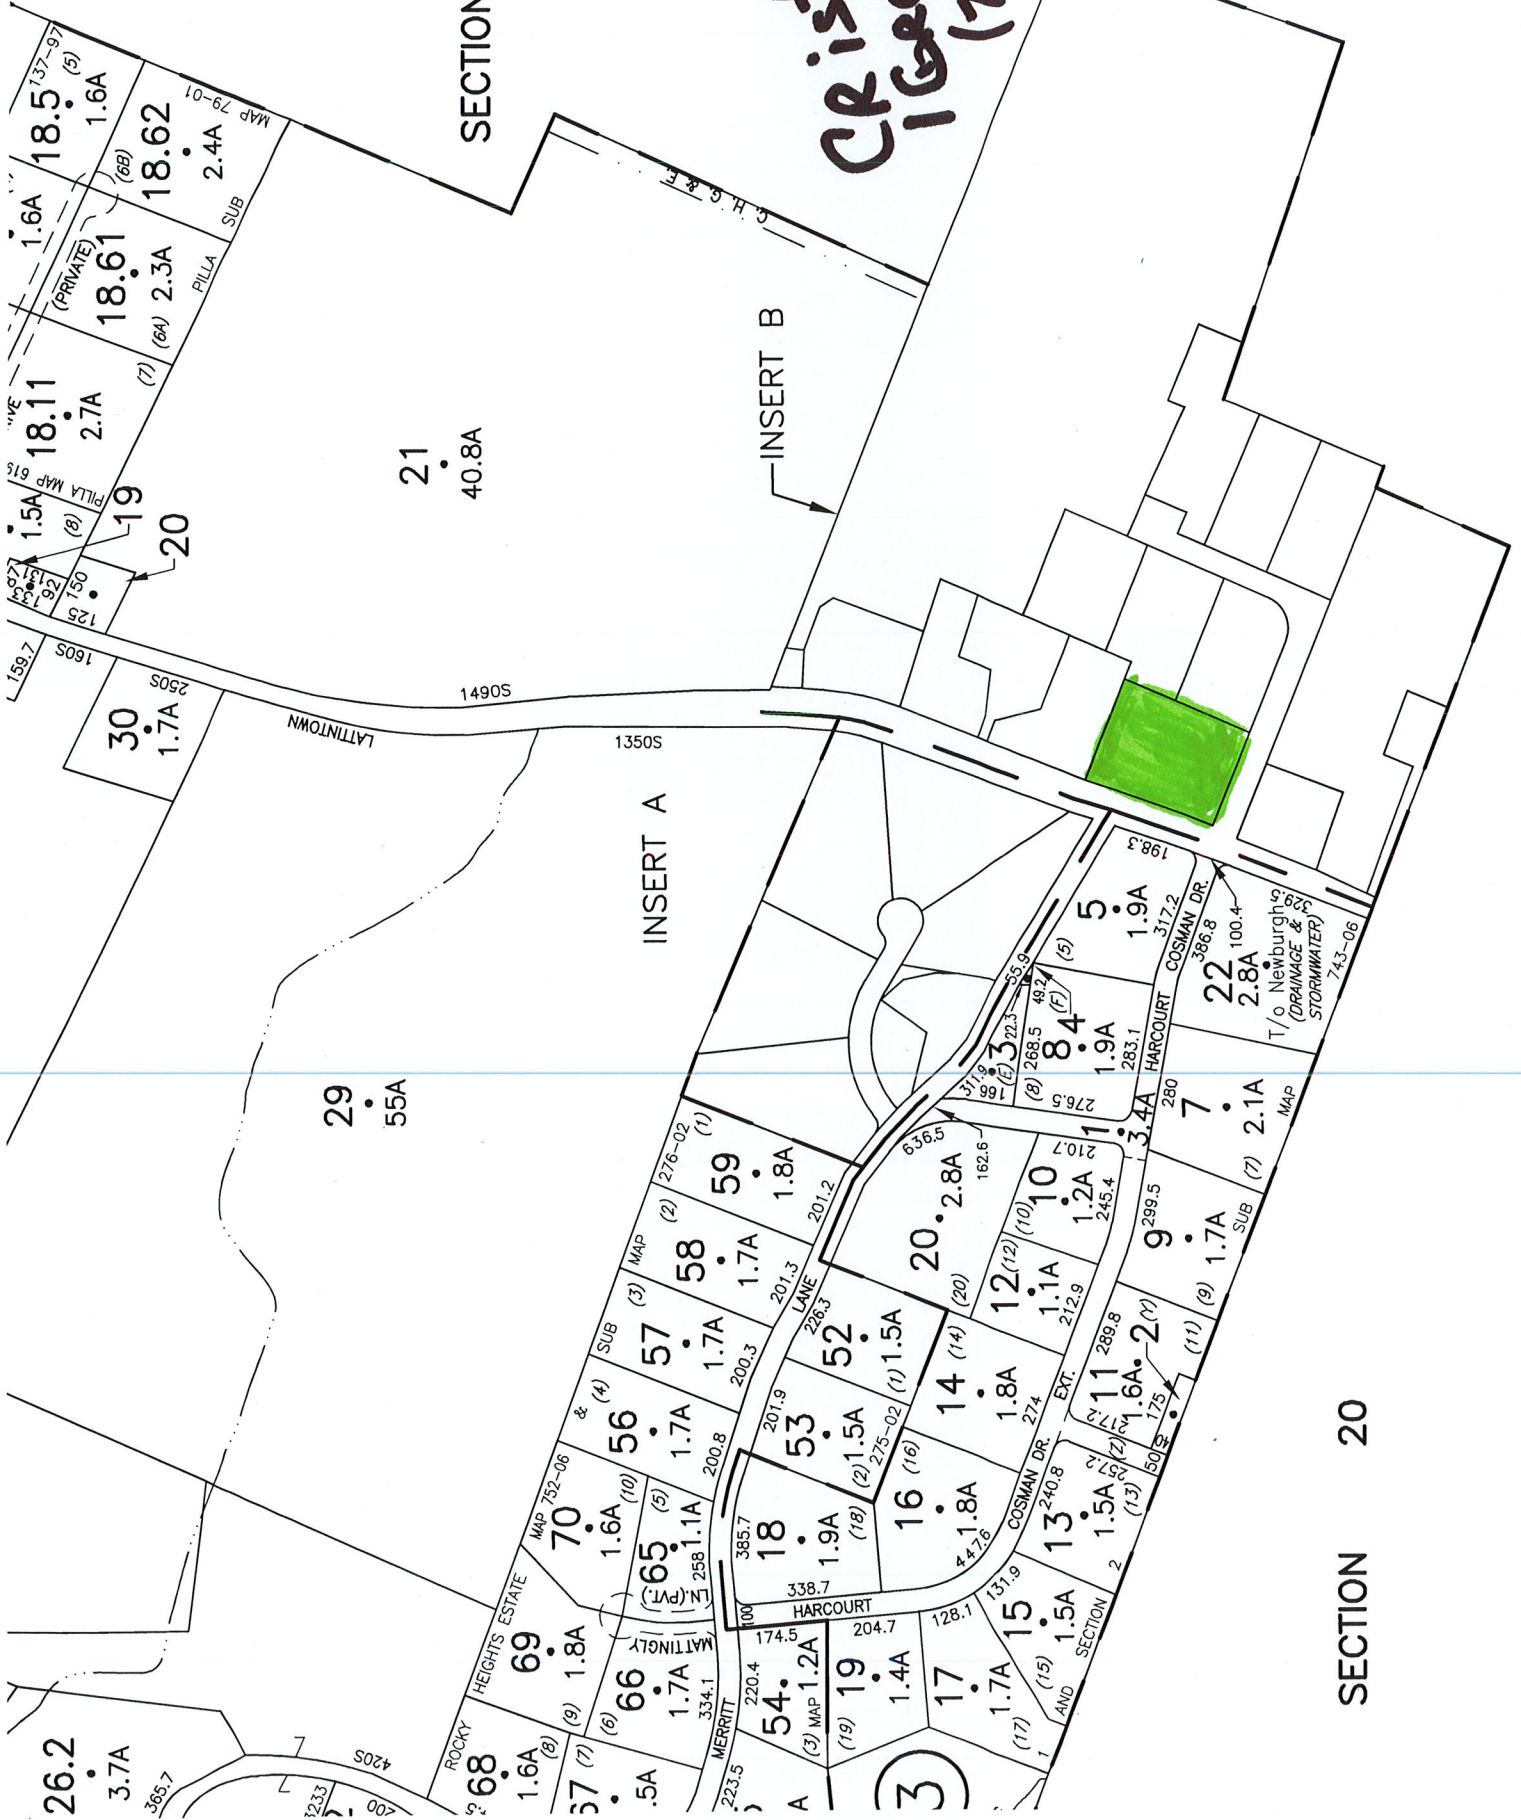 SECTION
CRis
1 GR
137-97
18.5
(5)
1.6A
18.62
(6B)
2.4A
MAP 79-01
1.6A
(PRIVATE)
18.61
(6A) 2.3A
PILLA SUB
18.11
2.7A
(7)
PILLA MAP 619
1.5A
(8)
19
20
133
97
131
92
150
125
159.7
160S
250S
30
1.7A
LATTINTOWN
1490S
1350S
21
40.8A
C. H. G. & E.
INSERT B
INSERT A
29
55A
198.3
5
1.9A
(5)
317.2
HARCOURT COSMAN DR.
386.8
100.4
22
2.8A
T/o Newburgh
(DRAINAGE &
STORMWATER)
329.5
743-06
55.9
49.2
(F)
22.3
3
(E)
311.9
166
268.5
8.4
(8)
1.9A
283.1
276.5
1
3.4A
280
7
2.1A
(7)
MAP
636.5
162.6
20
2.8A
(20)
210.7
10
(10)
1.2A
245.4
299.5
9
1.7A
(9)
SUB
12
(12)
1.1A
212.9
289.8
11
1.6A
(11)
2
(Y)
175
217.2
(Z)
257.2
50
46
276-02
(1)
59
1.8A
201.2
MAP
(2)
58
1.7A
201.3
LANE
226.3
SUB
(3)
57
1.7A
200.3
52
(1) 1.5A
14
(14)
1.8A
274
EXT.
&
(4)
56
1.7A
200.8
201.9
53
(2) 1.5A
275-02
16
(16)
1.8A
447.6
COSMAN DR.
240.8
13
1.5A
(13)
MAP 752-06
70
1.6A
(10)
65
(5)
1.1A
258
LN.(PVT.)
MATTINGLY
385.7
18
1.9A
(18)
338.7
100
HARCOURT
128.1
131.9
15
1.5A
(15)
2
SECTION
AND
1
HEIGHTS ESTATE
ROCKY
69
1.8A
(9)
66
(6)
1.7A
334.1
MERRITT
220.4
174.5
54
1.2A
(3) MAP
204.7
19
1.4A
(19)
17
1.7A
(17)
26.2
3.7A
365.7
420S
3233
200
68
1.6A
(8)
(7)
.5A
223.5
A
3
SECTION 20